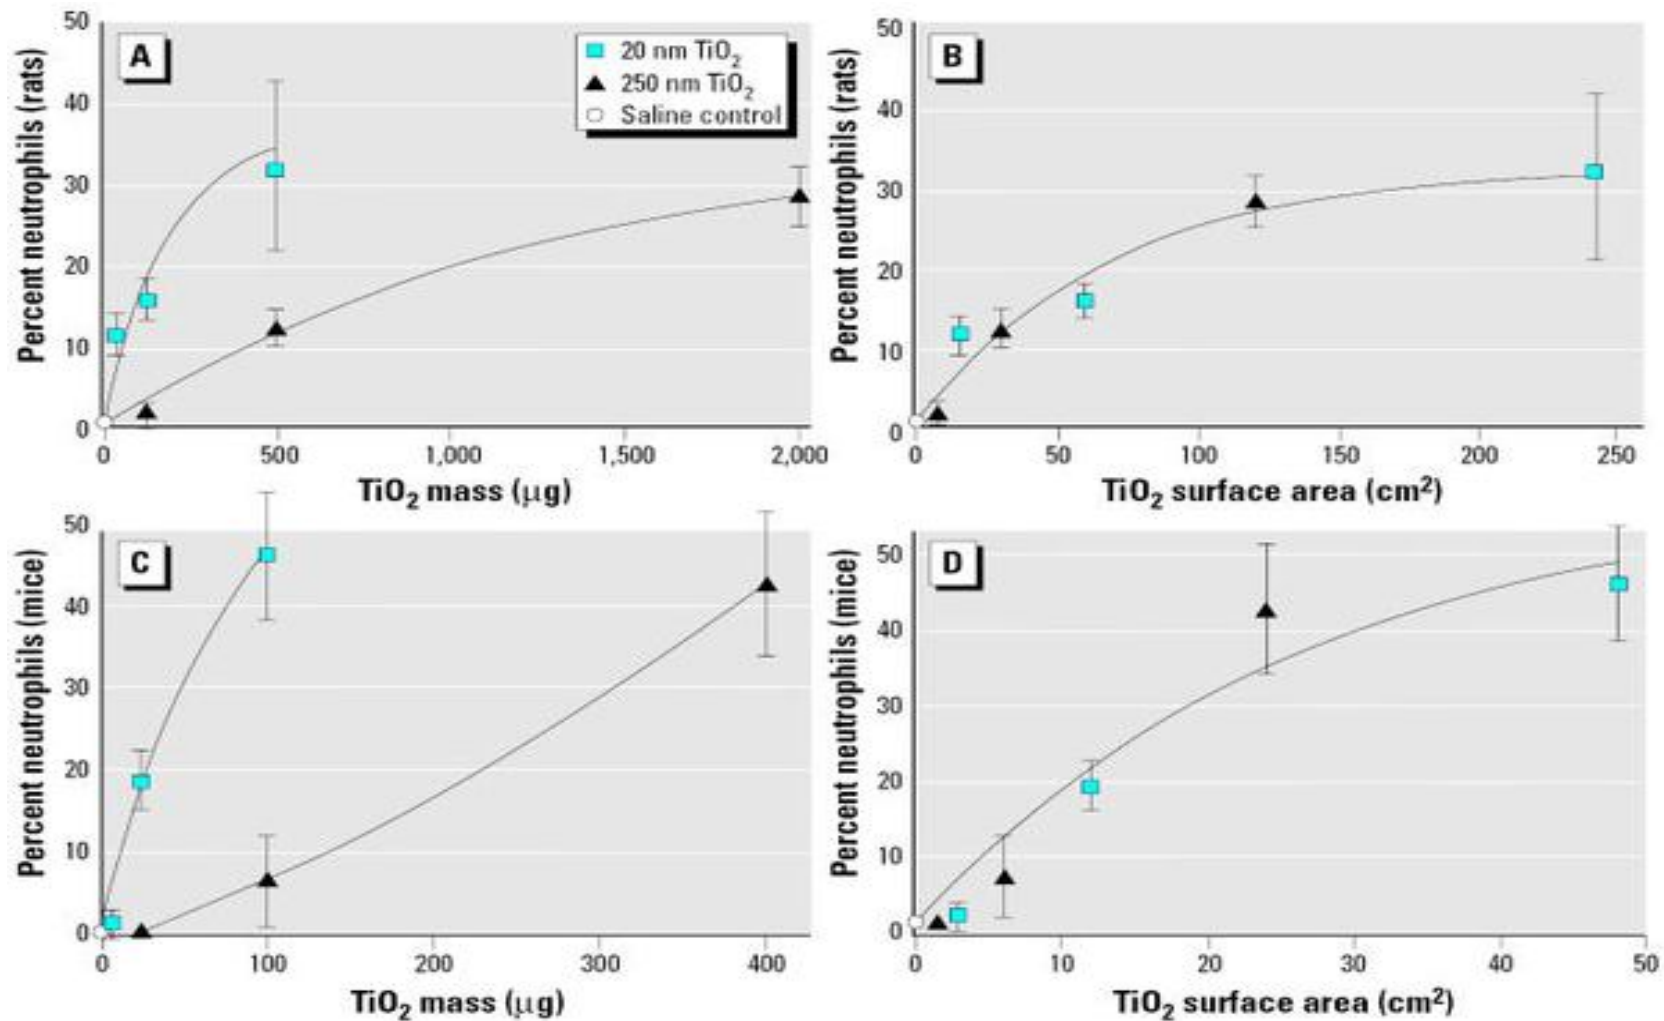 A
20 nm TiO₂
250 nm TiO₂
Saline control
Percent neutrophils (rats)
50
40
30
20
10
0
0 500 1,000 1,500 2,000
TiO₂ mass (μg)
B
Percent neutrophils (rats)
50
40
30
20
10
0
0 50 100 150 200 250
TiO₂ surface area (cm²)
C
Percent neutrophils (mice)
50
40
30
20
10
0
0 100 200 300 400
TiO₂ mass (μg)
D
Percent neutrophils (mice)
50
40
30
20
10
0
0 10 20 30 40 50
TiO₂ surface area (cm²)